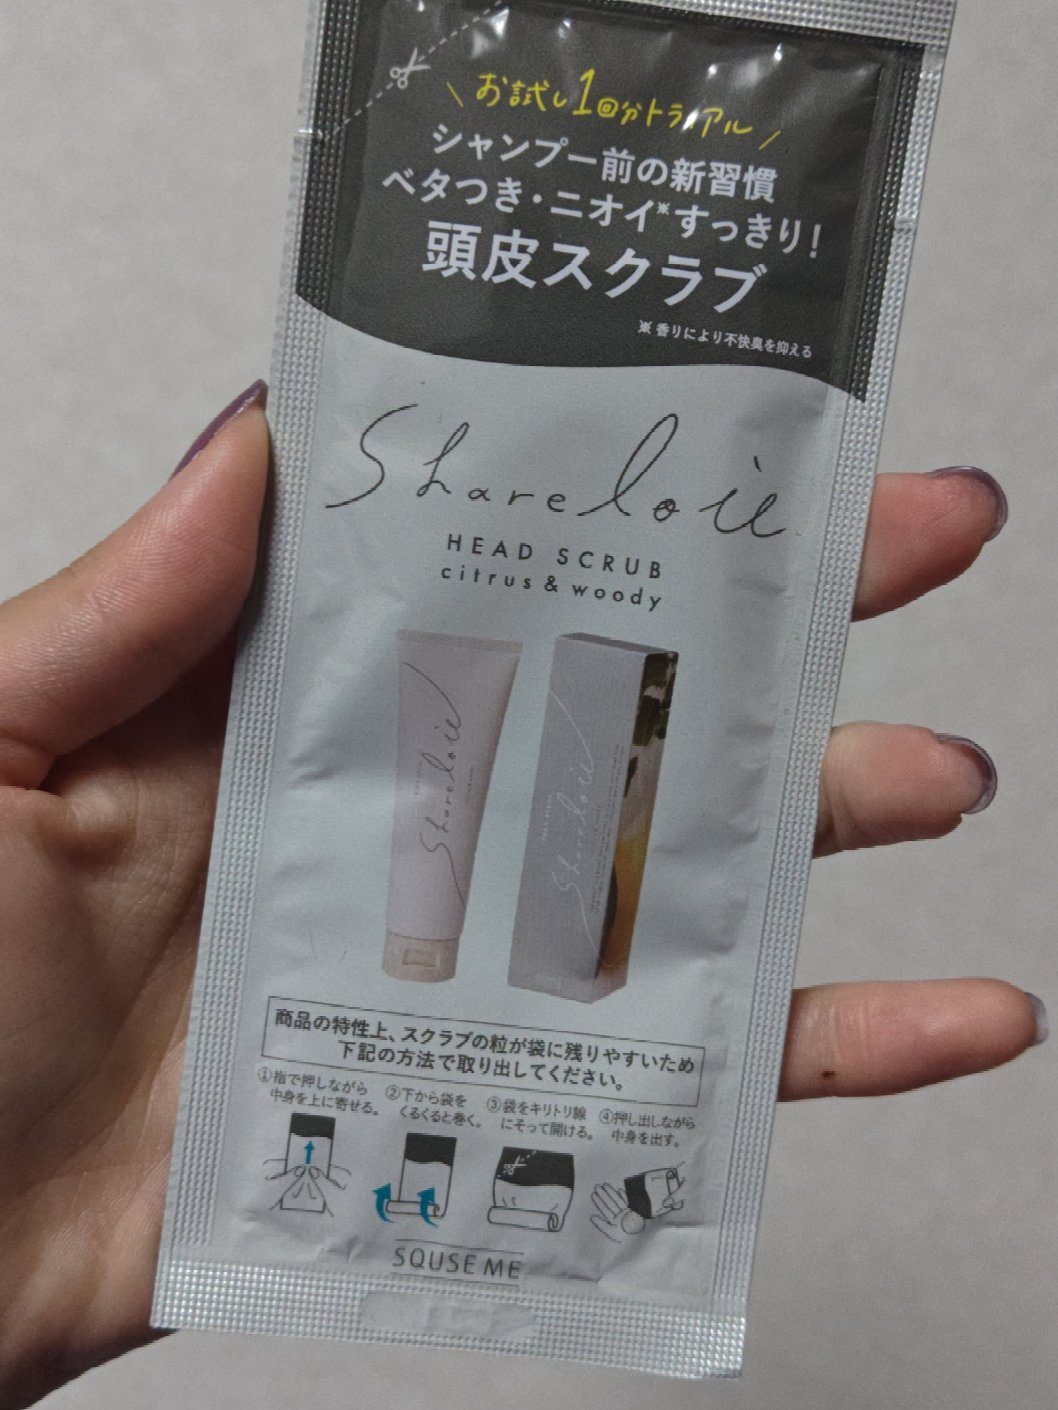 お試し1回分トライアル
シャンプー前の新習慣
ベタつき・ニオイ※すっきり!
頭皮スクラブ
※香りにより不快臭を抑える
Shareloìe
HEAD SCRUB
citrus & woody
Shareloìe
Shareloìe
商品の特性上、スクラブの粒が袋に残りやすいため
下記の方法で取り出してください。
①指で押しながら
中身を上に寄せる。
②下から袋を
くるくると巻く。
③袋をキリトリ線
にそって開ける。
④押し出しながら
中身を出す。
SQUSE ME